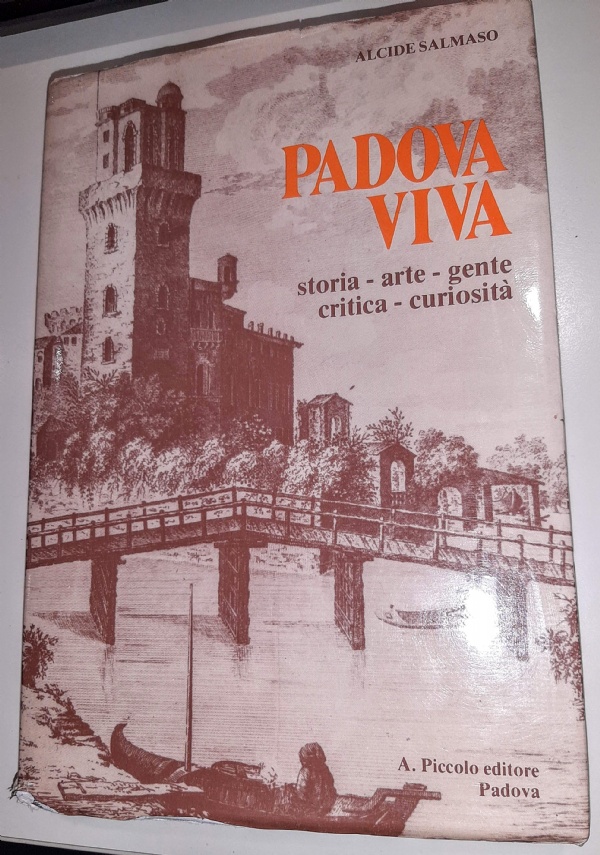 ALCIDE SALMASO
PADOVA
VIVA
storia - arte - gente
critica - curiosità
A. Piccolo editore
Padova